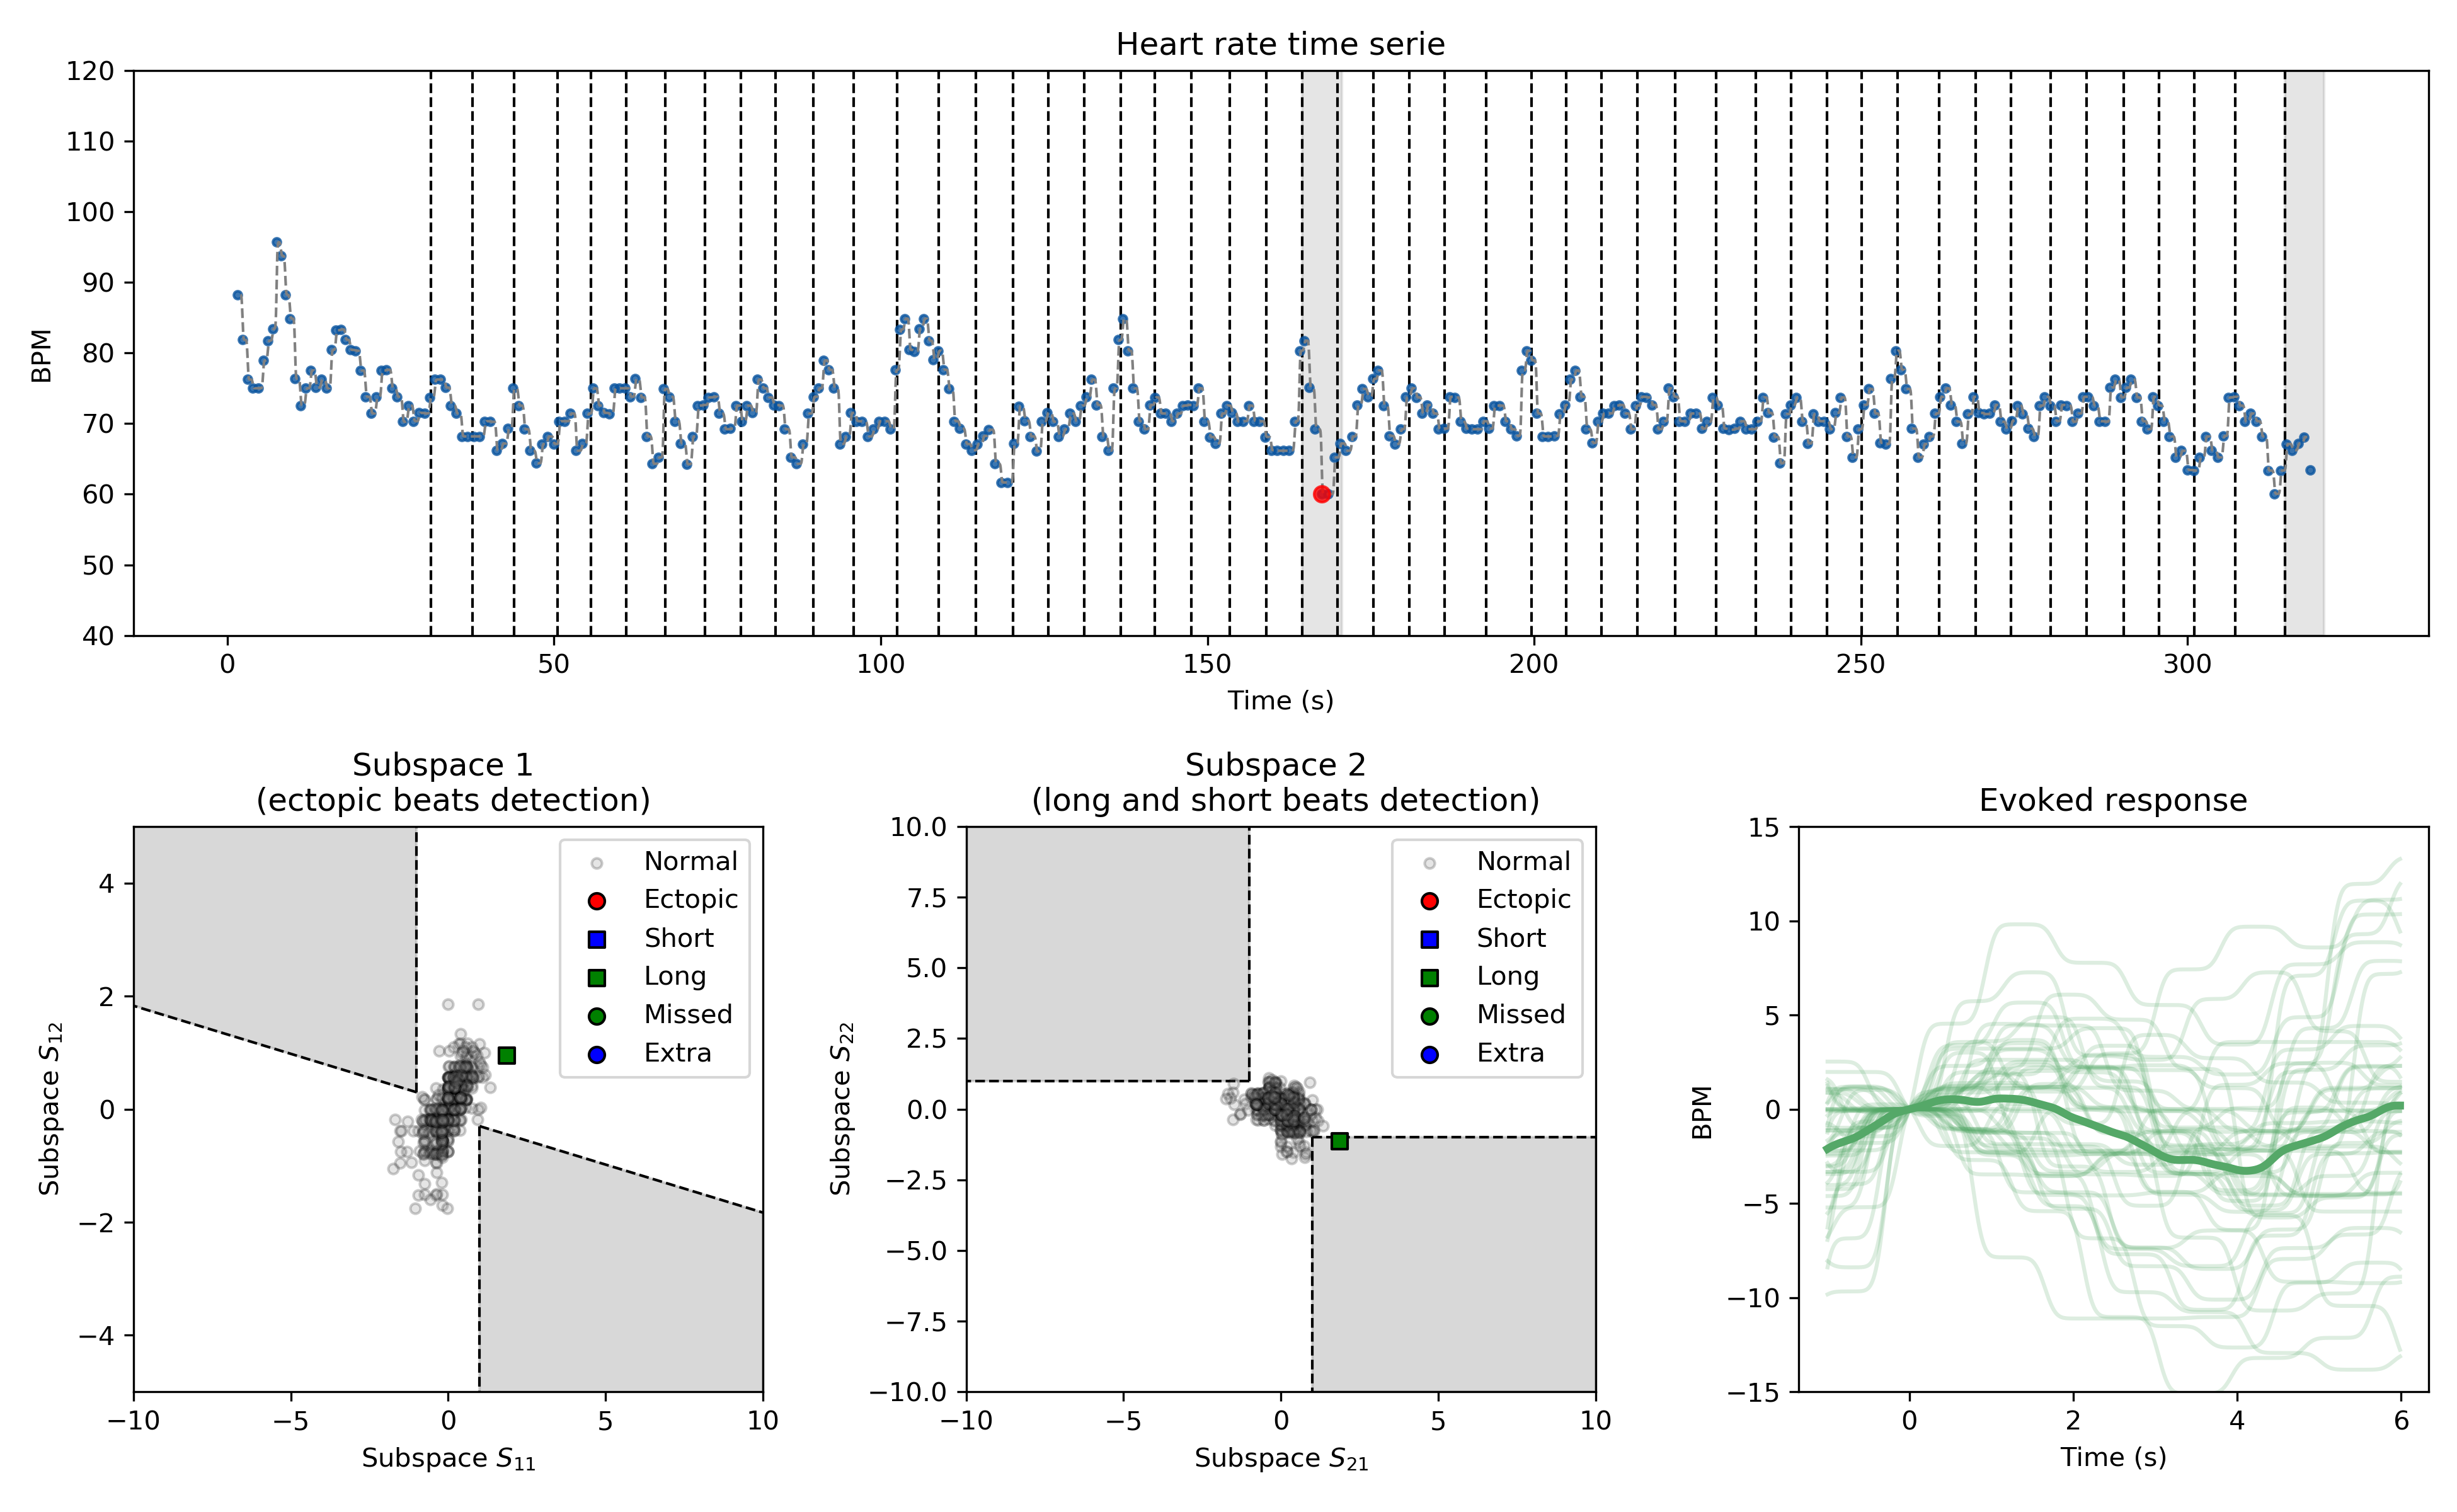 Heart rate time serie
120
110
100
90
80
70
60
50
40
BPM
0 50 100 150 200 250 300
Time (s)
Subspace 1
(ectopic beats detection)
4
2
0
−2
−4
Subspace S₁₂
Normal
Ectopic
Short
Long
Missed
Extra
−10 −5 0 5 10
Subspace S₁₁
Subspace 2
(long and short beats detection)
10.0
7.5
5.0
2.5
0.0
−2.5
−5.0
−7.5
−10.0
Subspace S₂₂
Normal
Ectopic
Short
Long
Missed
Extra
−10 −5 0 5 10
Subspace S₂₁
Evoked response
15
10
5
0
−5
−10
−15
BPM
0 2 4 6
Time (s)